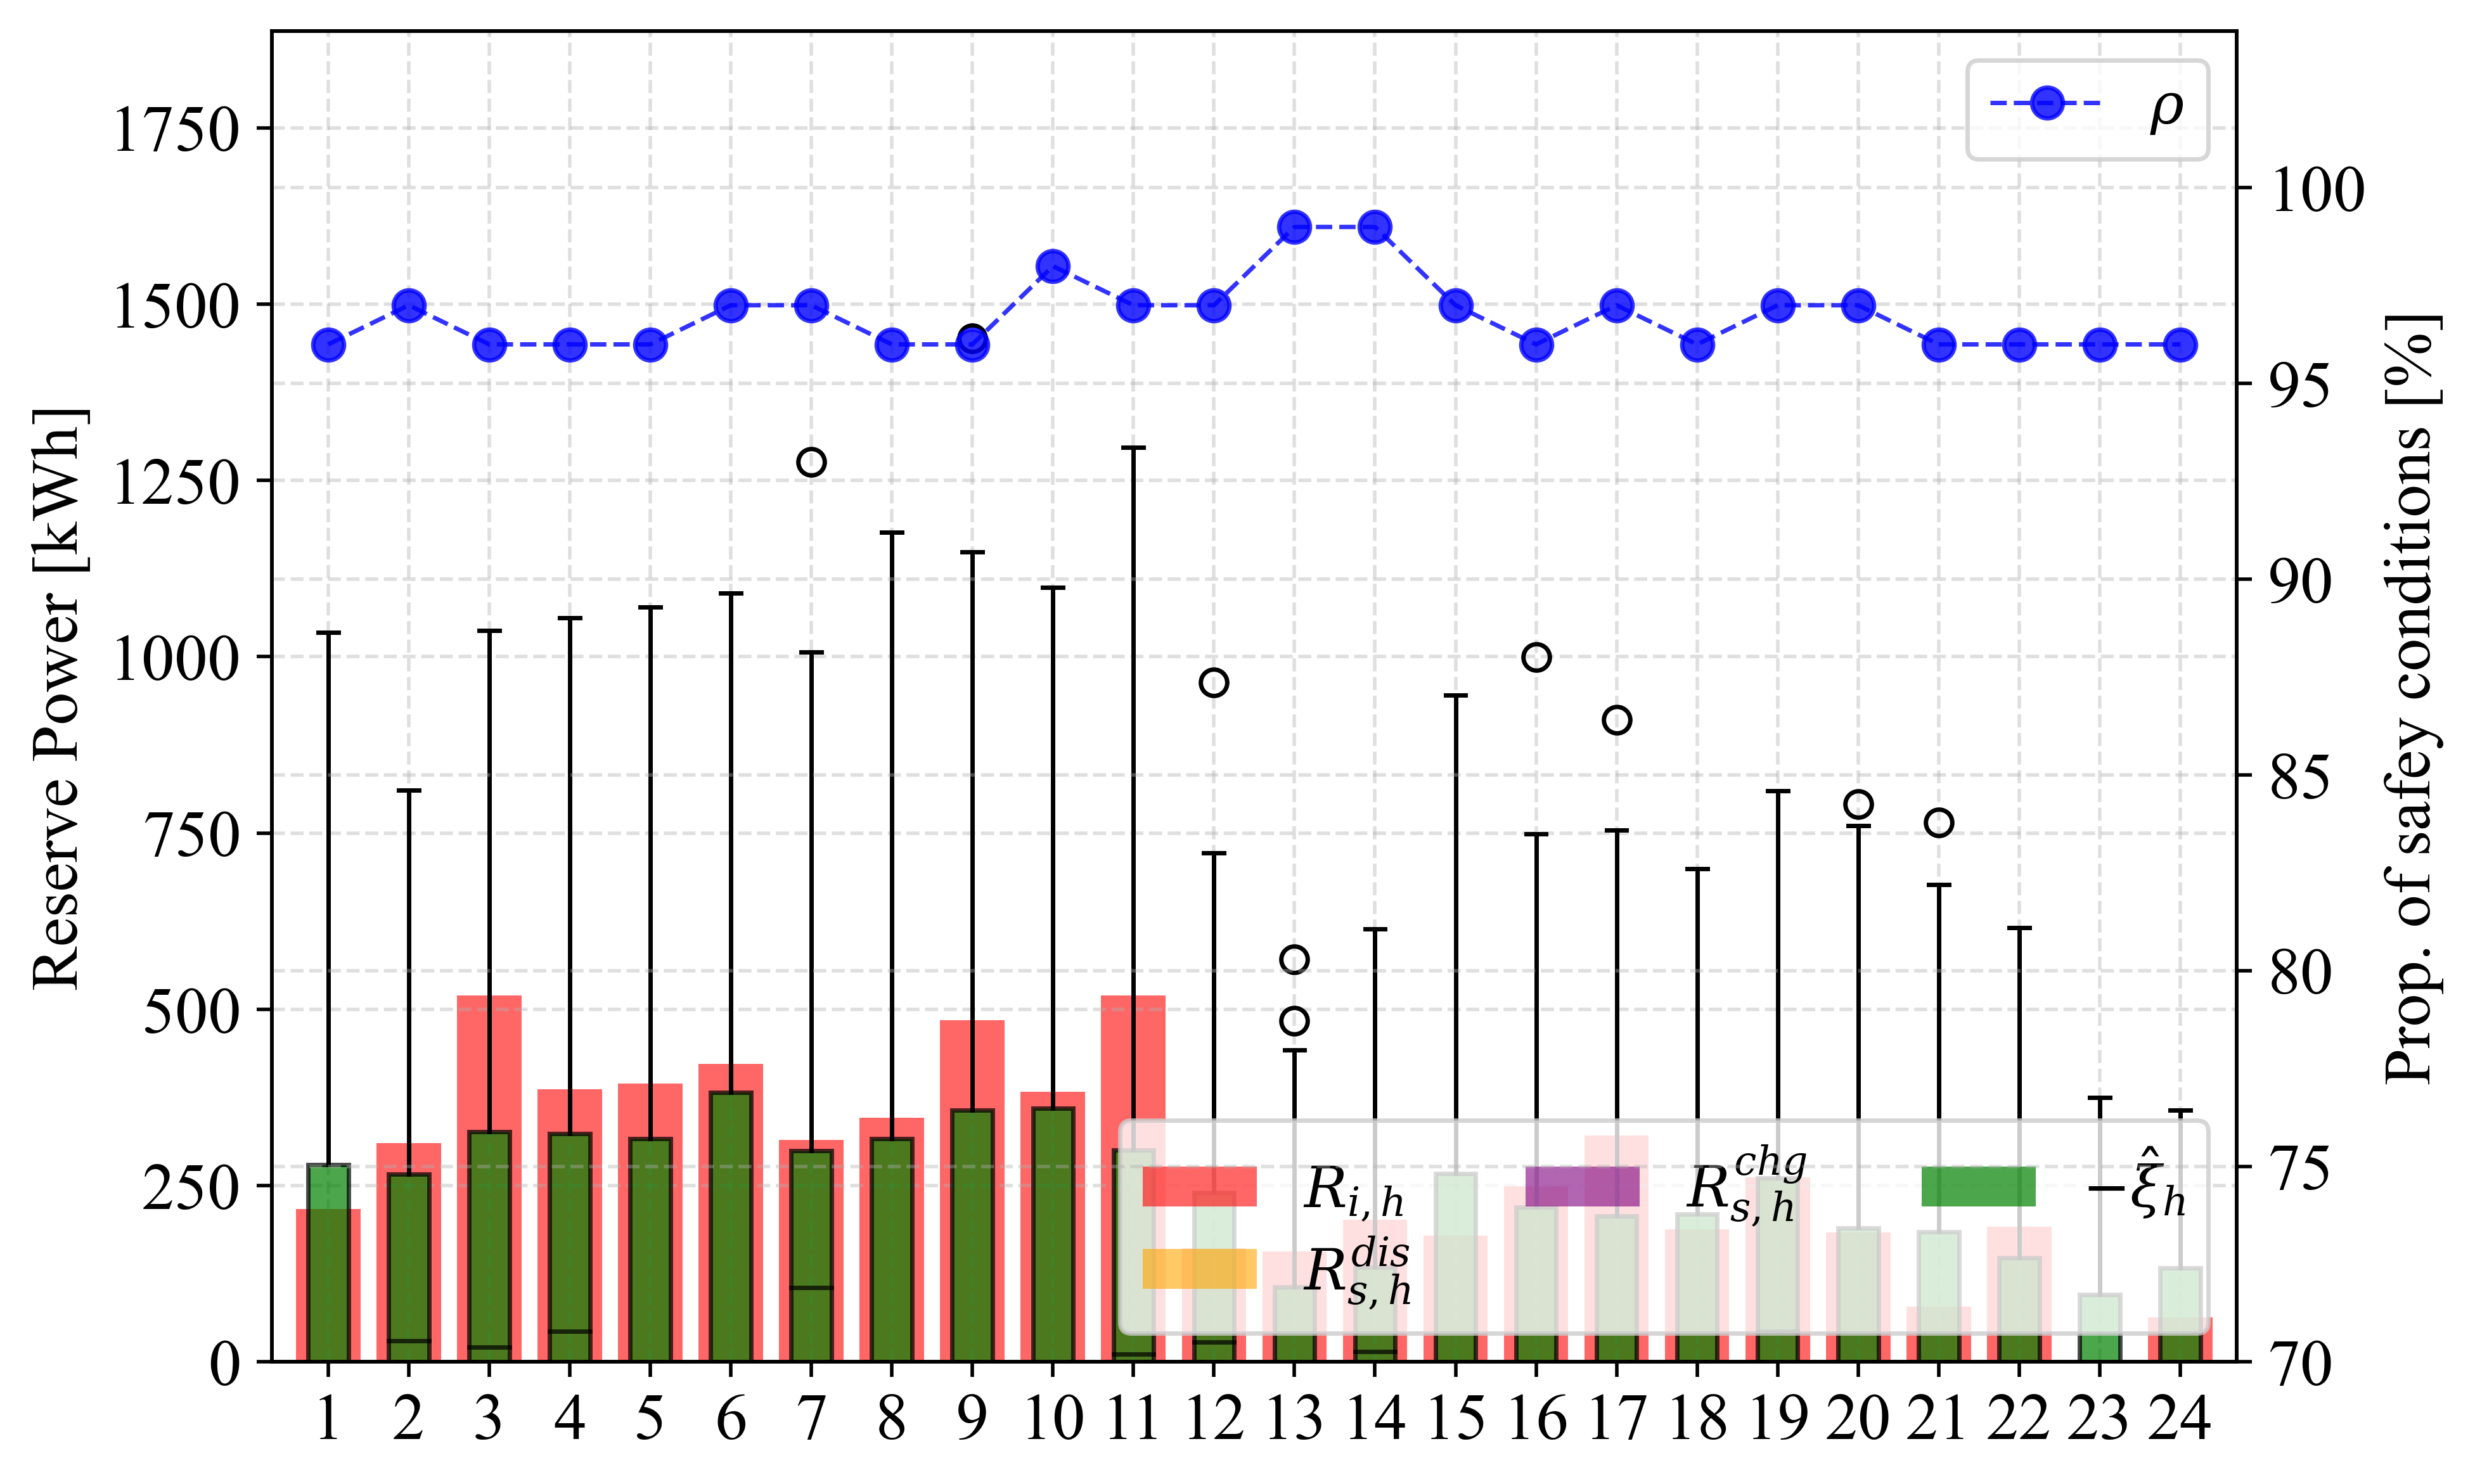 ρ
Reserve Power [kWh]
1750
1500
1250
1000
750
500
250
0
100
95
90
85
80
75
70
Prop. of safey conditions [%]
R_{i,h}
R_{s,h}^{dis}
R_{s,h}^{chg}
−ξ̂_h
1 2 3 4 5 6 7 8 9 10 11 12 13 14 15 16 17 18 19 20 21 22 23 24